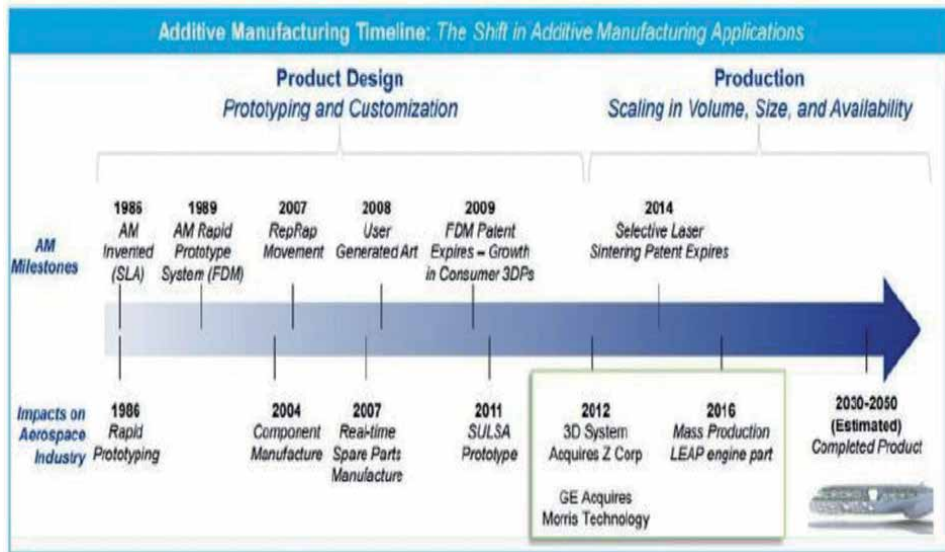 Additive Manufacturing Timeline: The Shift in Additive Manufacturing Applications
Product Design
Prototyping and Customization
Production
Scaling in Volume, Size, and Availability
AM
Milestones
1986
AM
Invented
(SLA)
1989
AM Rapid
Prototype
System (FDM)
2007
RepRap
Movement
2008
User
Generated Art
2009
FDM Patent
Expires – Growth
in Consumer 3DPs
2014
Selective Laser
Sintering Patent Expires
Impacts on
Aerospace
Industry
1986
Rapid
Prototyping
2004
Component
Manufacture
2007
Real-time
Spare Parts
Manufacture
2011
SULSA
Prototype
2012
3D System
Acquires Z Corp
GE Acquires
Morris Technology
2016
Mass Production
LEAP engine part
2030-2050
(Estimated)
Completed Product